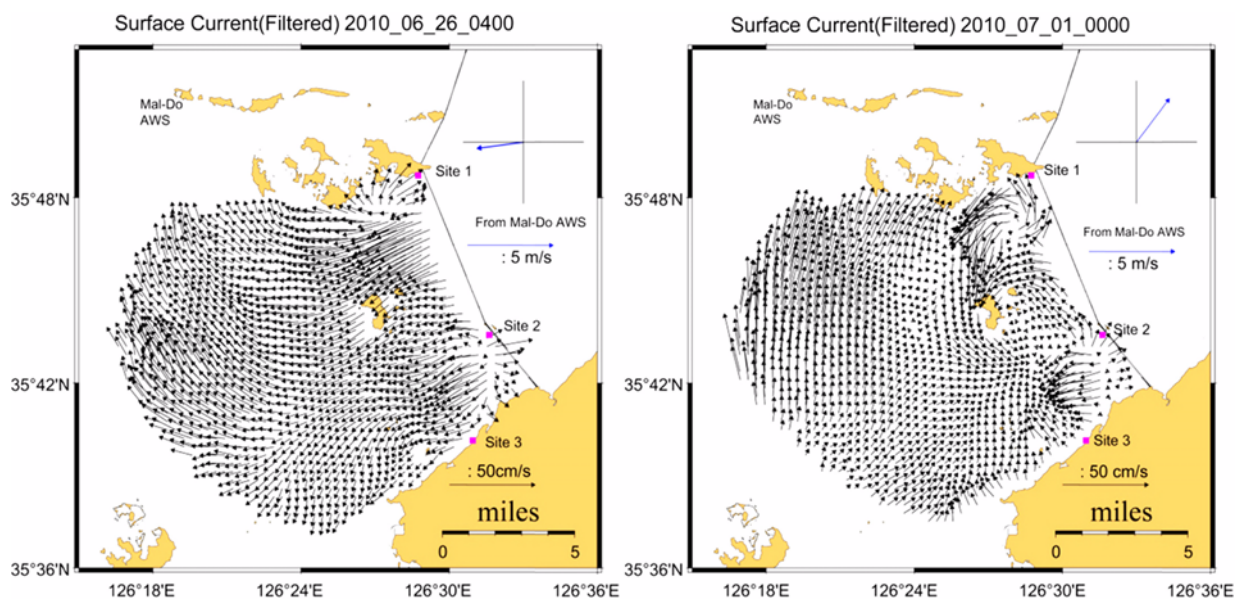 Surface Current(Filtered) 2010_06_26_0400
Mal-Do
AWS
Site 1
35°48'N
From Mal-Do AWS
: 5 m/s
Site 2
35°42'N
Site 3
: 50cm/s
miles
0 5
35°36'N
126°18'E 126°24'E 126°30'E 126°36'E
Surface Current(Filtered) 2010_07_01_0000
Mal-Do
AWS
Site 1
35°48'N
From Mal-Do AWS
: 5 m/s
Site 2
35°42'N
Site 3
: 50 cm/s
miles
0 5
35°36'N
126°18'E 126°24'E 126°30'E 126°36'E